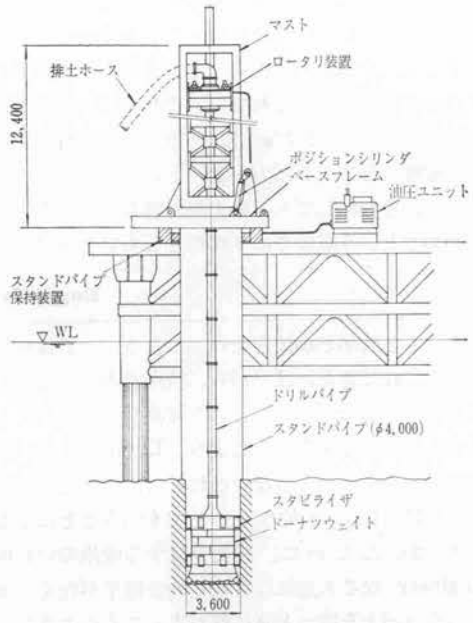 マスト
排土ホース
ロータリ装置
12,400
ポジションシリンダ
ベースフレーム
油圧ユニット
スタンドパイプ
保持装置
WL
ドリルパイプ
スタンドパイプ(φ4,000)
スタビライザ
ドーナツウェイト
3,600